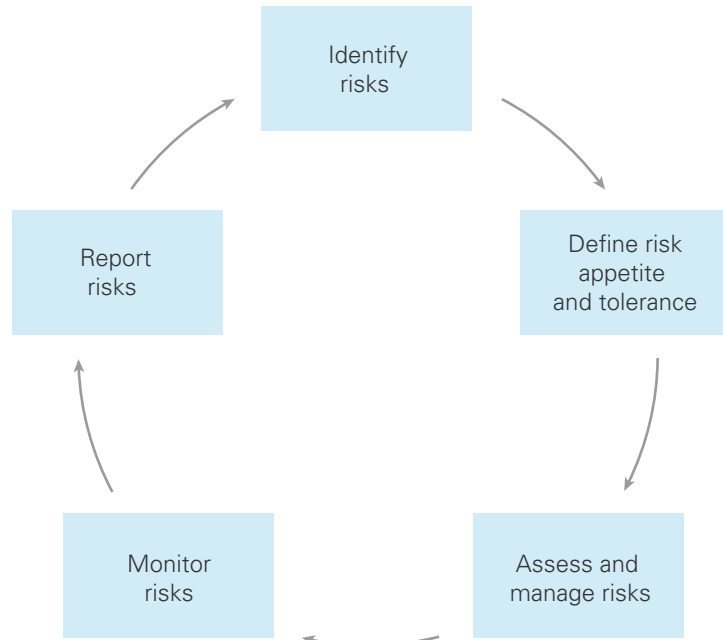 Identify
risks
Define risk
appetite
and tolerance
Assess and
manage risks
Monitor
risks
Report
risks